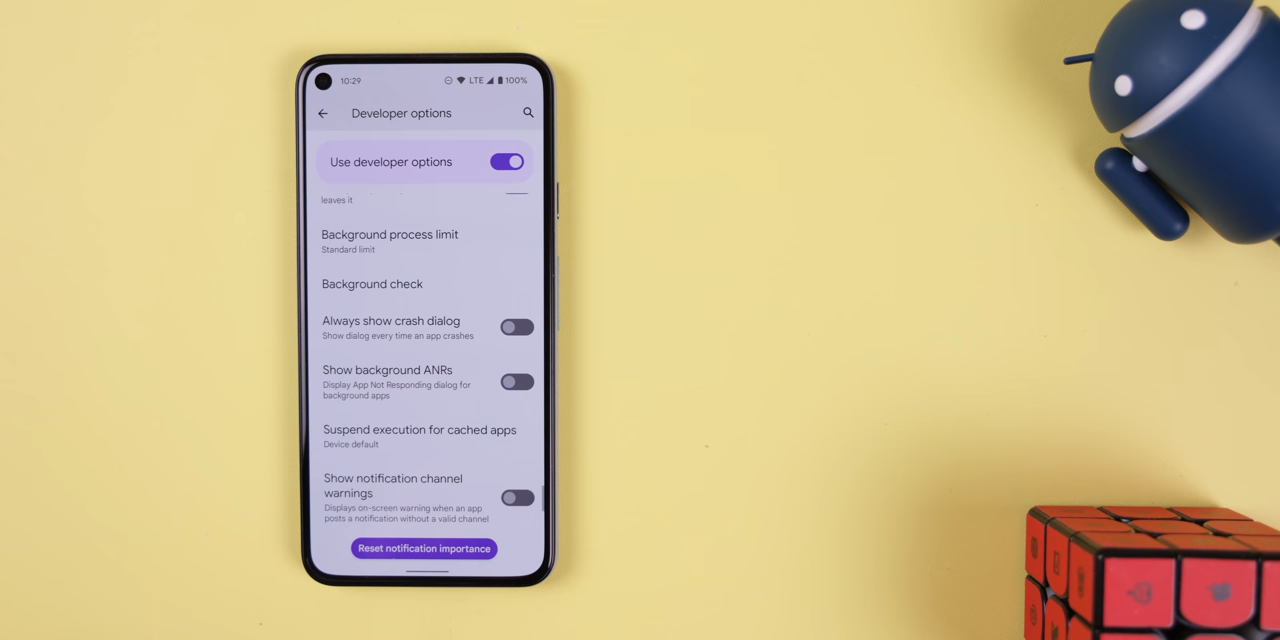 10:29
LTE 100%
Developer options
Use developer options
leaves it
Background process limit
Standard limit
Background check
Always show crash dialog
Show dialog every time an app crashes
Show background ANRs
Display App Not Responding dialog for
background apps
Suspend execution for cached apps
Device default
Show notification channel
warnings
Displays on-screen warning when an app
posts a notification without a valid channel
Reset notification importance